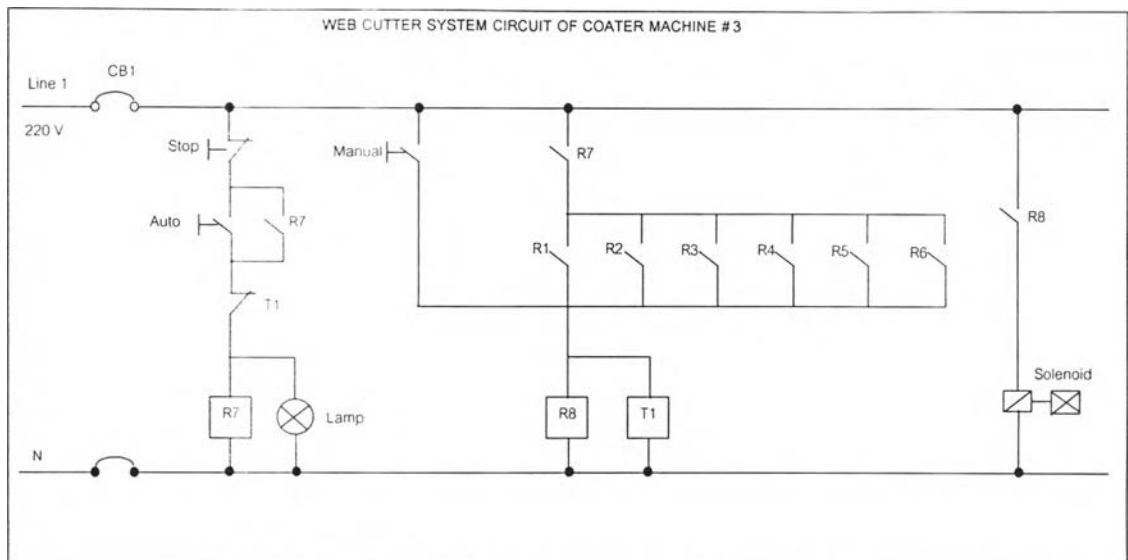 WEB CUTTER SYSTEM CIRCUIT OF COATER MACHINE #3
Line 1
CB1
220 V
Stop
Manual
R7
Auto
R7
R8
R1
R2
R3
R4
R5
R6
T1
Solenoid
R7
Lamp
R8
T1
N